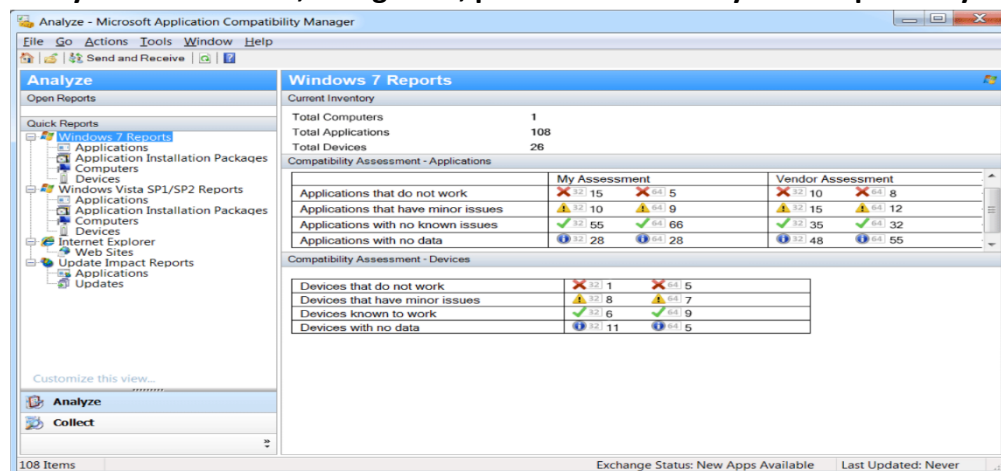 Analyze - Microsoft Application Compatibility Manager
File Go Actions Tools Window Help
Send and Receive
Analyze
Open Reports
Quick Reports
Windows 7 Reports
Applications
Application Installation Packages
Computers
Devices
Windows Vista SP1/SP2 Reports
Applications
Application Installation Packages
Computers
Devices
Internet Explorer
Web Sites
Update Impact Reports
Applications
Updates
Customize this view...
Analyze
Collect
Windows 7 Reports
Current Inventory
Total Computers 1
Total Applications 108
Total Devices 26
Compatibility Assessment - Applications
My Assessment Vendor Assessment
Applications that do not work 32 15 64 5 32 10 64 8
Applications that have minor issues 32 10 64 9 32 15 64 12
Applications with no known issues 32 55 64 66 32 35 64 32
Applications with no data 32 28 64 28 32 48 64 55
Compatibility Assessment - Devices
Devices that do not work 32 1 64 5
Devices that have minor issues 32 8 64 7
Devices known to work 32 6 64 9
Devices with no data 32 11 64 5
108 Items Exchange Status: New Apps Available Last Updated: Never